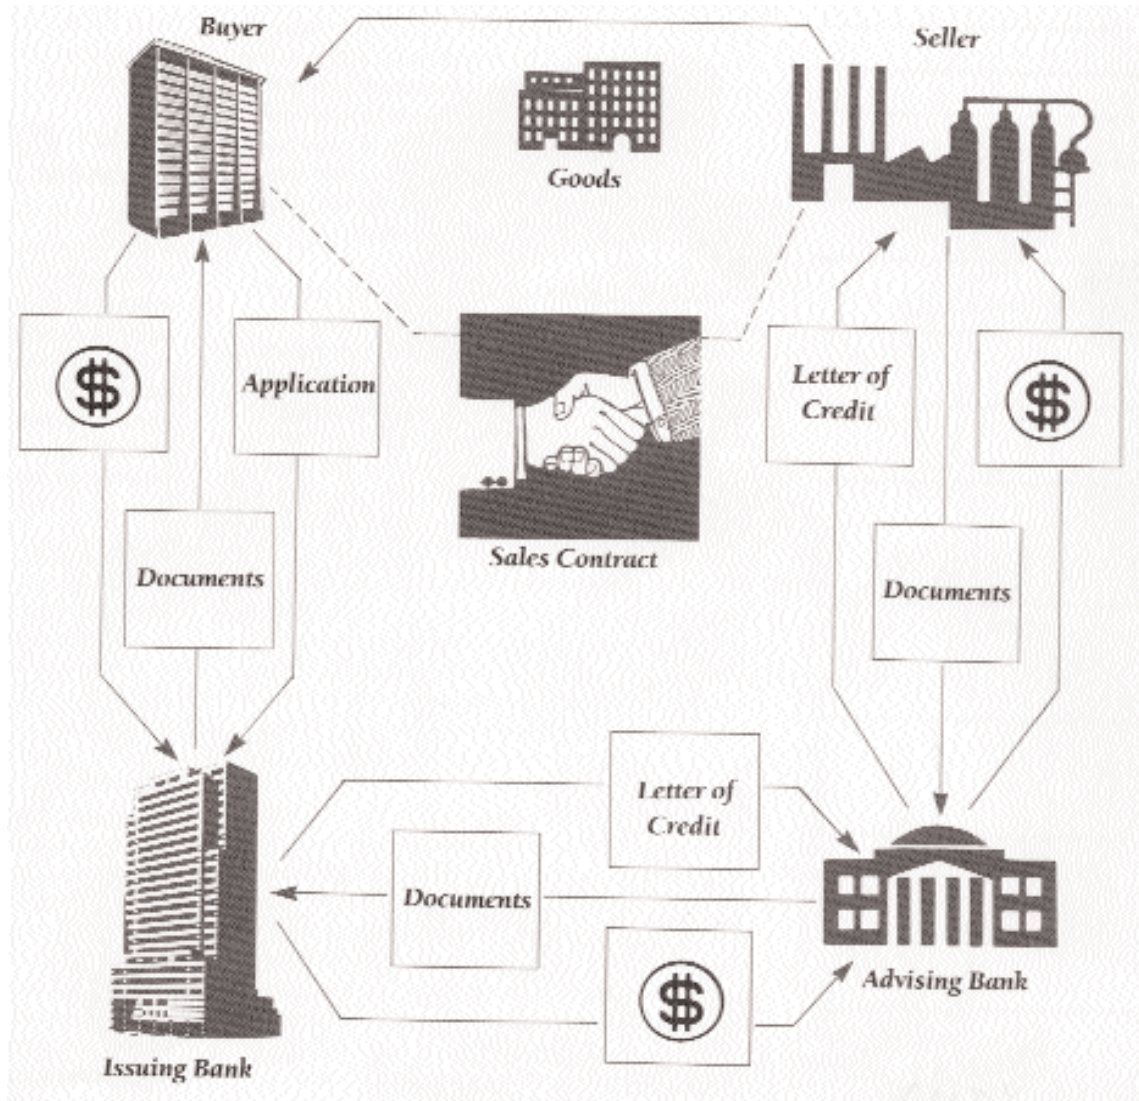 Buyer
Seller
Goods
$
Application
Letter of
Credit
$
Sales Contract
Documents
Documents
Letter of
Credit
Documents
$
Advising Bank
Issuing Bank